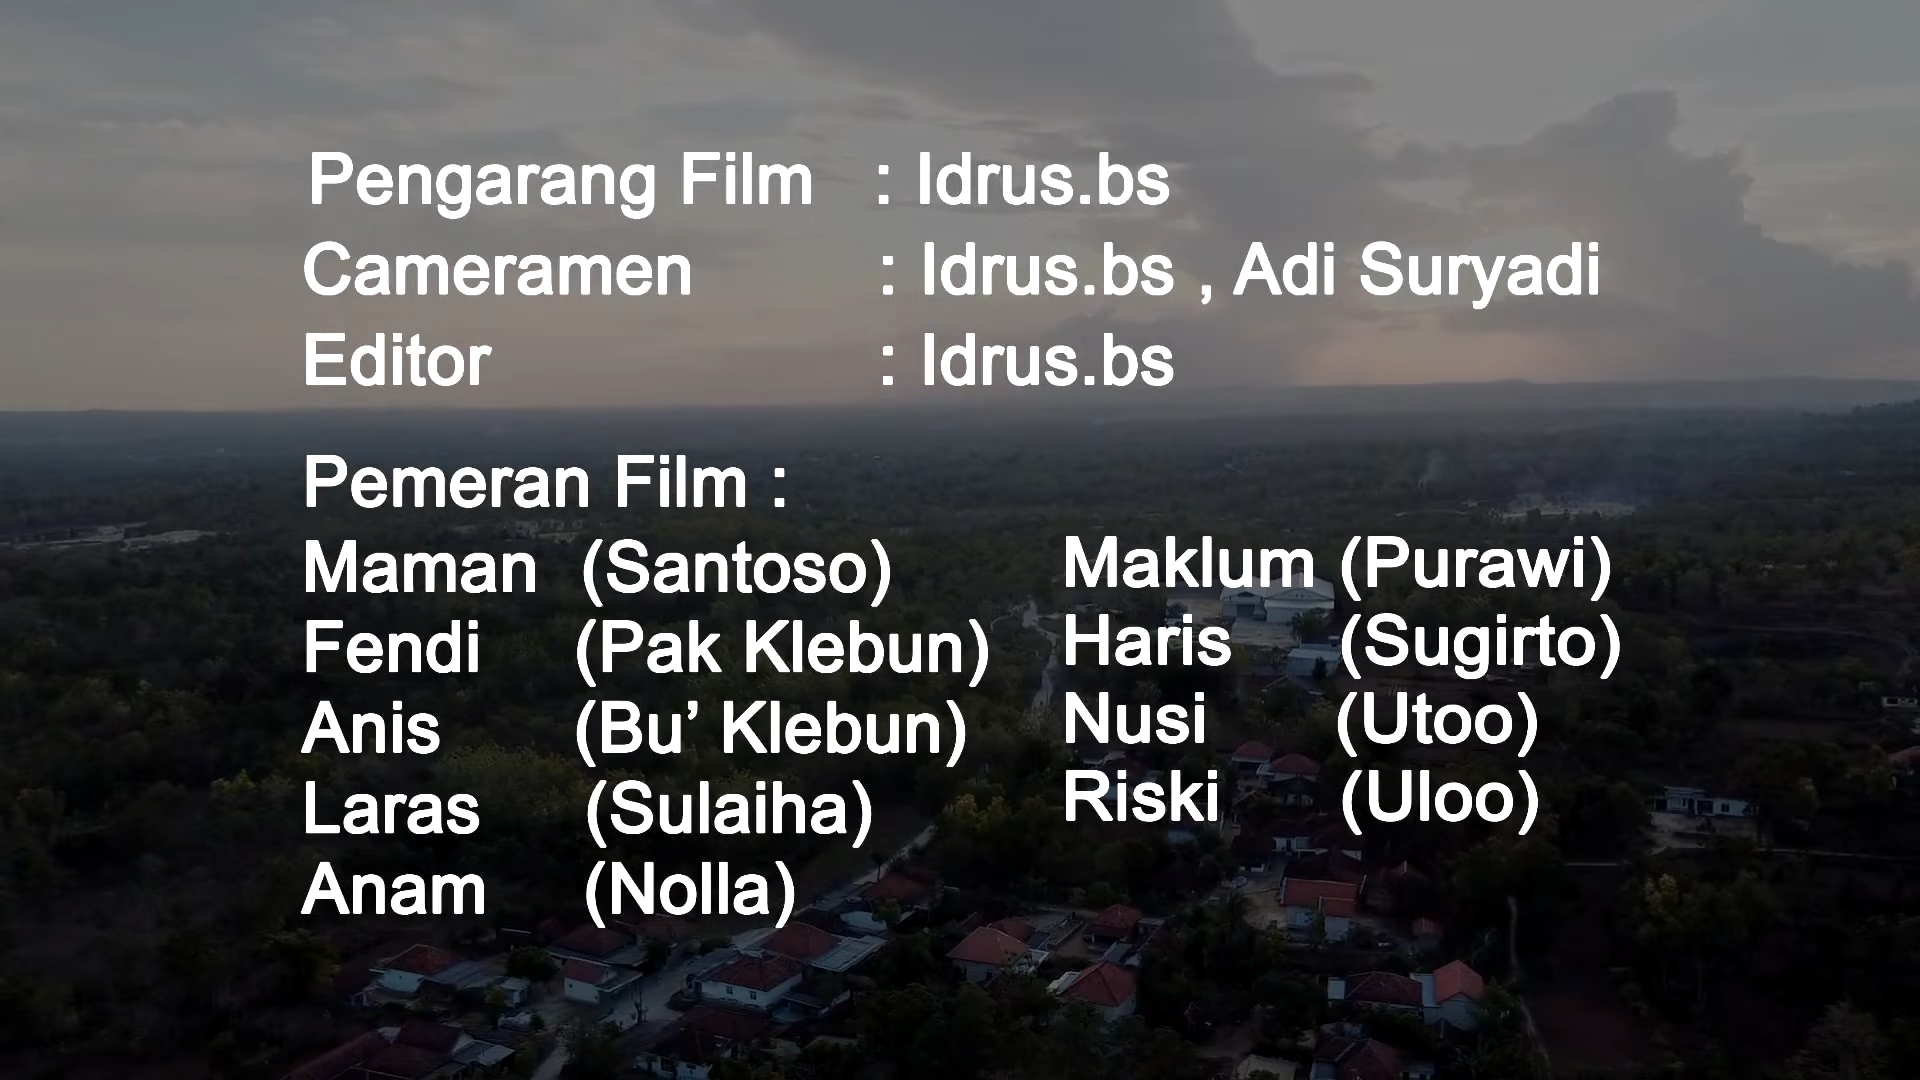 Pengarang Film : Idrus.bs
Cameramen : Idrus.bs , Adi Suryadi
Editor : Idrus.bs
Pemeran Film :
Maman (Santoso)
Fendi (Pak Klebun)
Anis (Bu’ Klebun)
Laras (Sulaiha)
Anam (Nolla)
Maklum (Purawi)
Haris (Sugirto)
Nusi (Utoo)
Riski (Uloo)